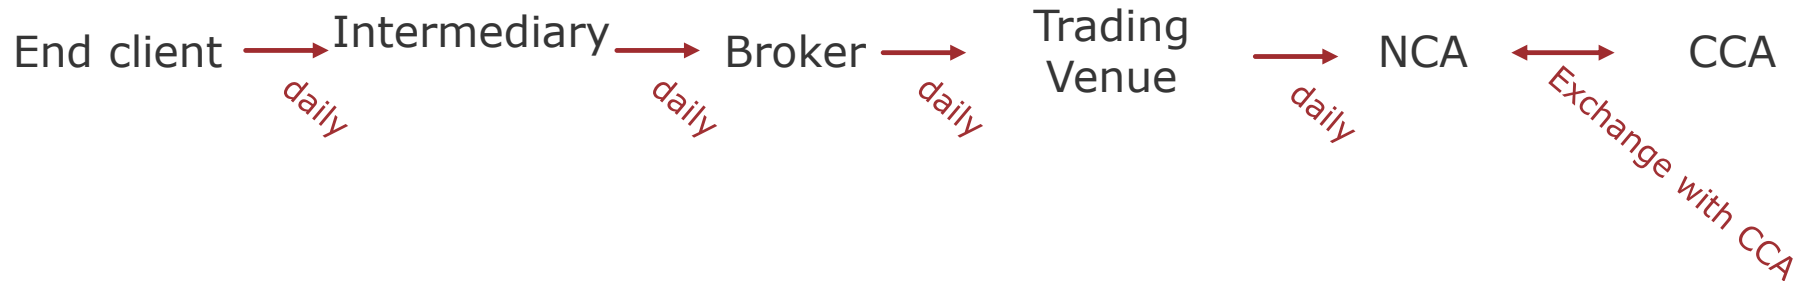 End client
daily
Intermediary
daily
Broker
daily
Trading
Venue
daily
NCA
Exchange with CCA
CCA